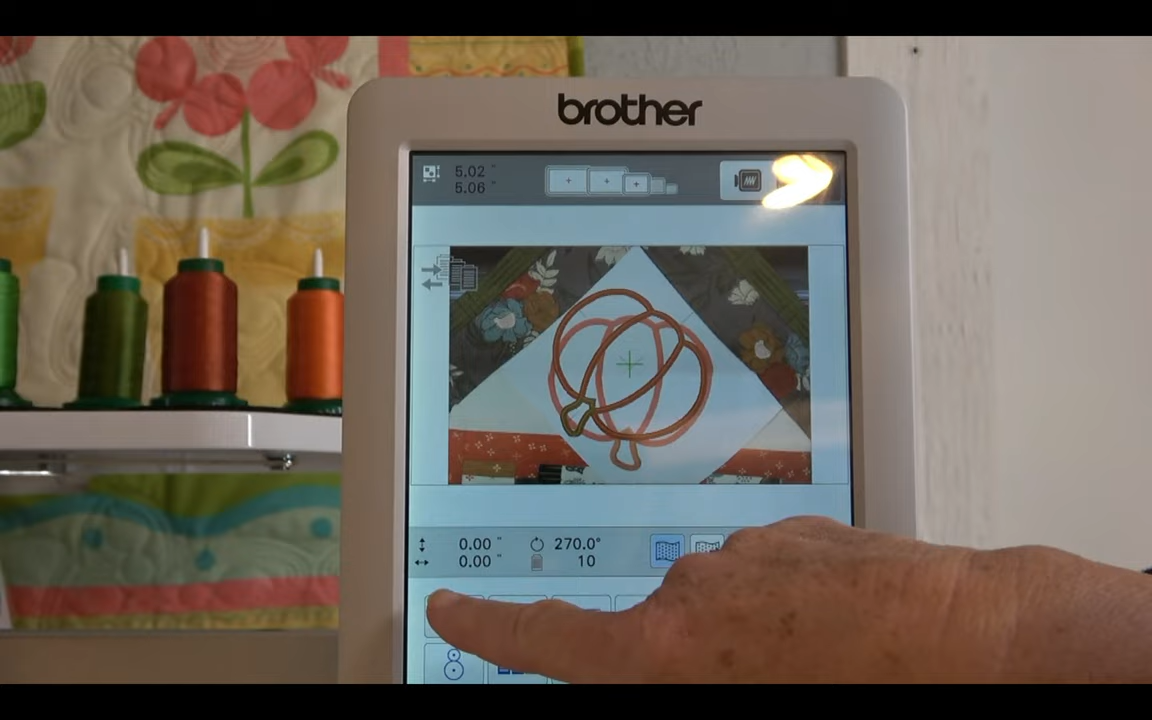 brother
5.02 "
5.06 "
0.00 " 270.0°
0.00 " 10